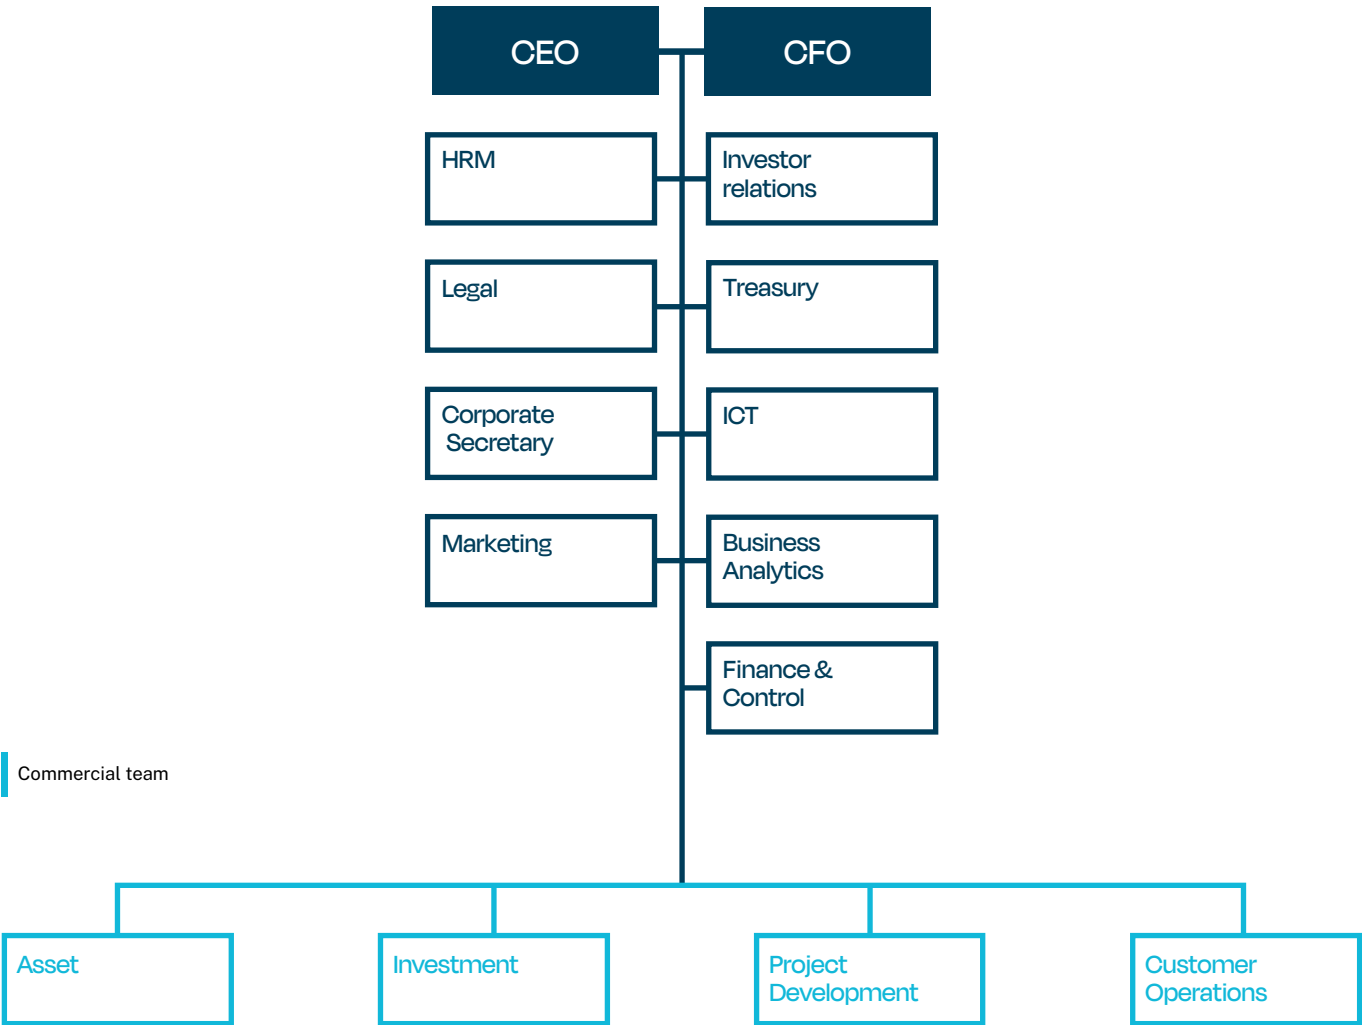 CEO
CFO
HRM
Investor
relations
Legal
Treasury
Corporate
Secretary
ICT
Marketing
Business
Analytics
Finance &
Control
Commercial team
Asset
Investment
Project
Development
Customer
Operations